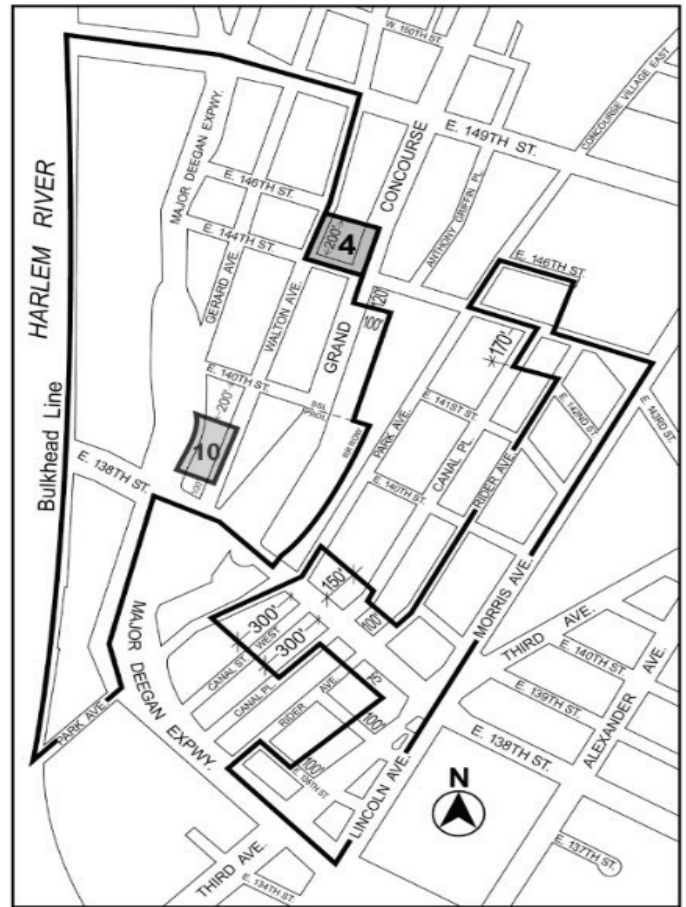 W. 150TH ST.
CONCOURSE VILLAGE EAST
MAJOR DEEGAN EXPWY.
CONCOURSE
E. 149TH ST.
ANTHONY GRIFFIN PL.
E. 146TH ST.
HARLEM RIVER
Bulkhead Line
E. 144TH ST.
200'
4
E. 146TH ST.
GERARD AVE.
WALTON AVE.
GRAND
120'
100'
170'
E. 140TH ST.
200'
E. 141ST ST.
E. 142ND ST.
E. 143RD ST.
PARK AVE.
CANAL PL.
RIDER AVE.
10
100'
E. 138TH ST.
E. 140TH ST.
MORRIS AVE.
150'
100'
THIRD AVE.
300'
300'
CANAL ST. WEST
CANAL PL.
RIDER AVE.
75'
100'
100'
E. 140TH ST.
E. 139TH ST.
E. 138TH ST.
ALEXANDER AVE.
MAJOR DEEGAN EXPWY.
PARK AVE.
LINCOLN AVE.
N
E. 137TH ST.
THIRD AVE.
E. 134TH ST.